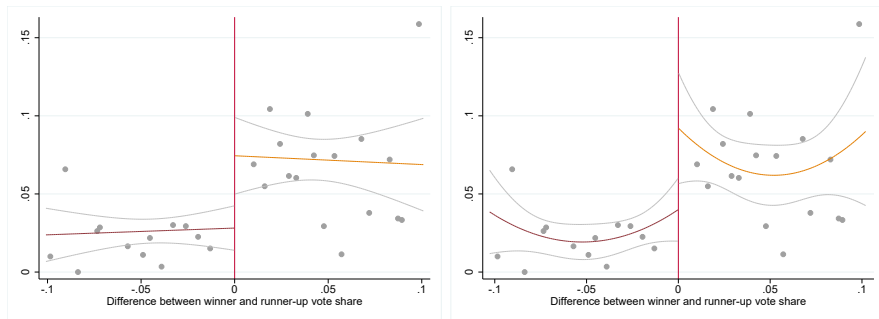 .15
.1
.05
0
-.1 -.05 0 .05 .1
Difference between winner and runner-up vote share
.15
.1
.05
0
-.1 -.05 0 .05 .1
Difference between winner and runner-up vote share